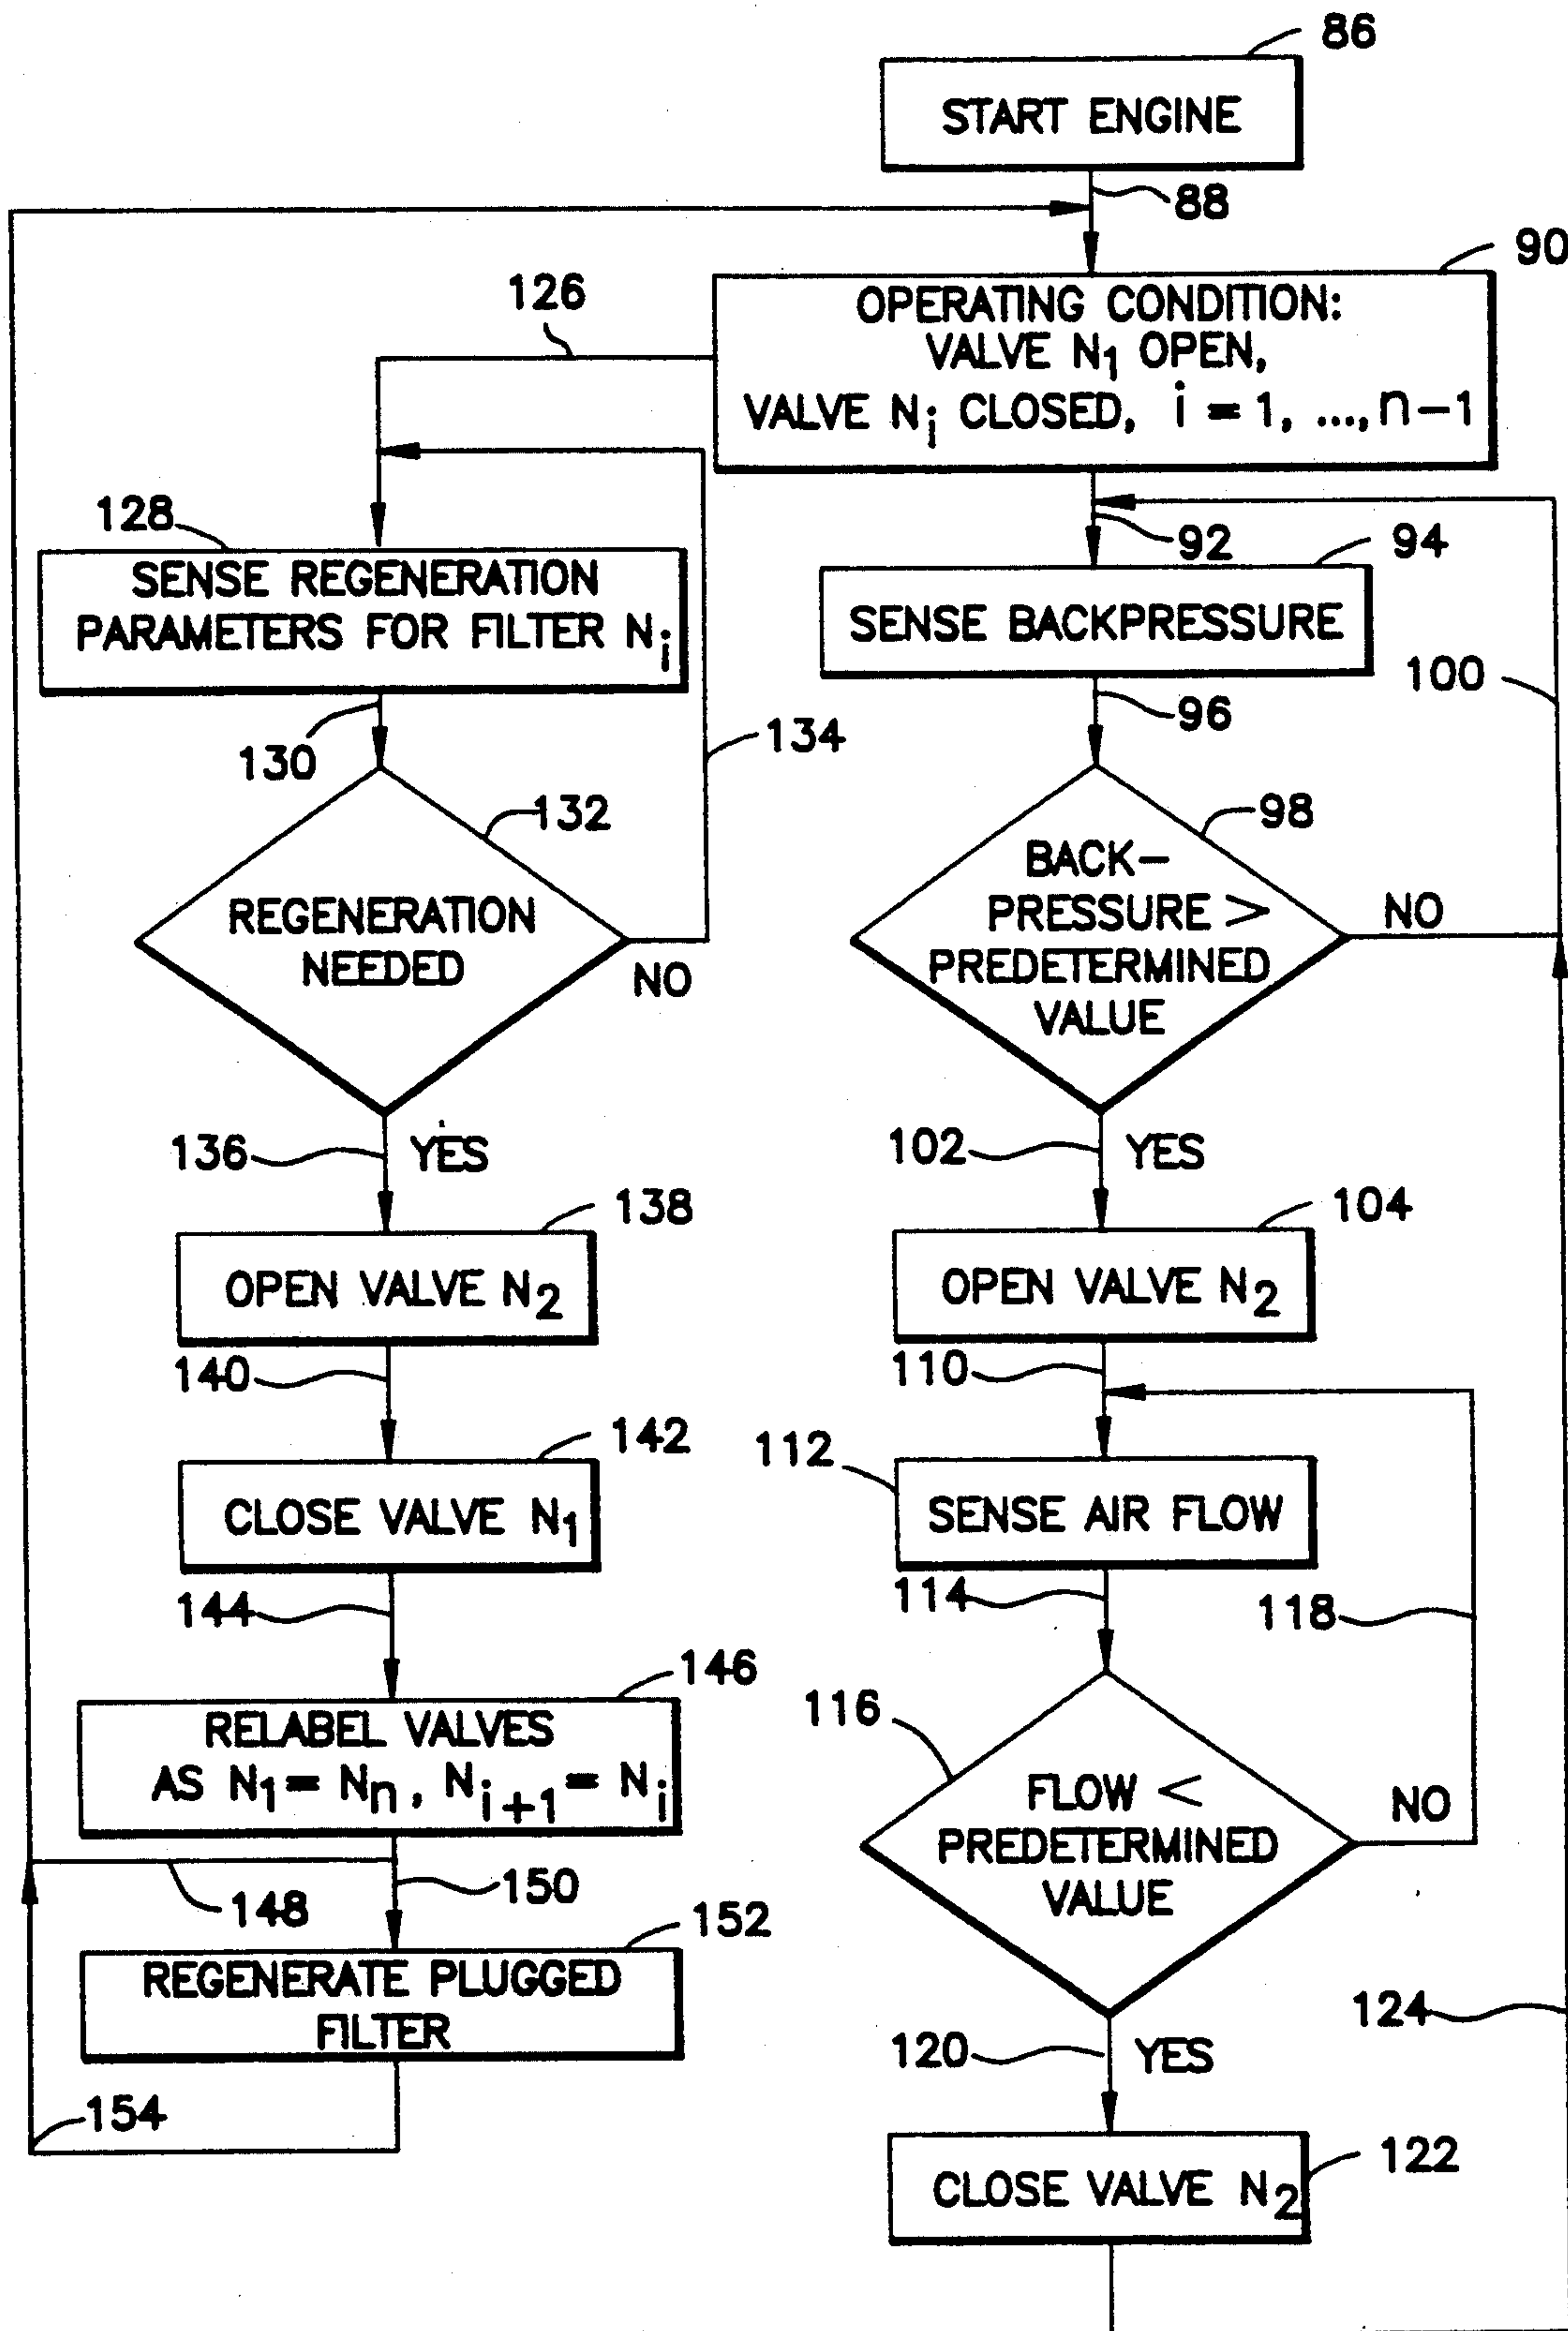 86
START ENGINE
88
90
OPERATING CONDITION:
VALVE N1 OPEN,
VALVE Ni CLOSED, i = 1, ...,n-1
126
128
SENSE REGENERATION
PARAMETERS FOR FILTER Ni
92
94
SENSE BACKPRESSURE
100
96
130
134
132
REGENERATION
NEEDED
NO
98
BACK-
PRESSURE >
PREDETERMINED
VALUE
NO
136
YES
102
YES
138
OPEN VALVE N2
104
OPEN VALVE N2
140
110
142
CLOSE VALVE N1
112
SENSE AIR FLOW
144
114
118
146
RELABEL VALVES
AS N1 = Nn, Ni+1 = Ni
116
FLOW <
PREDETERMINED
VALUE
NO
148
150
152
REGENERATE PLUGGED
FILTER
154
120
YES
124
122
CLOSE VALVE N2